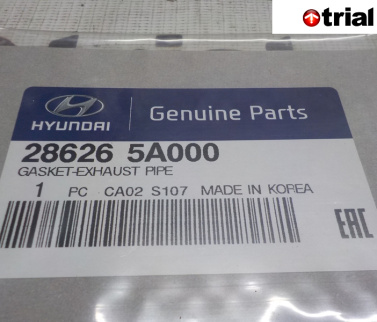 trial
HYUNDAI
Genuine Parts
28626 5A000
GASKET-EXHAUST PIPE
1 PC CA02 S107 MADE IN KOREA
EAC